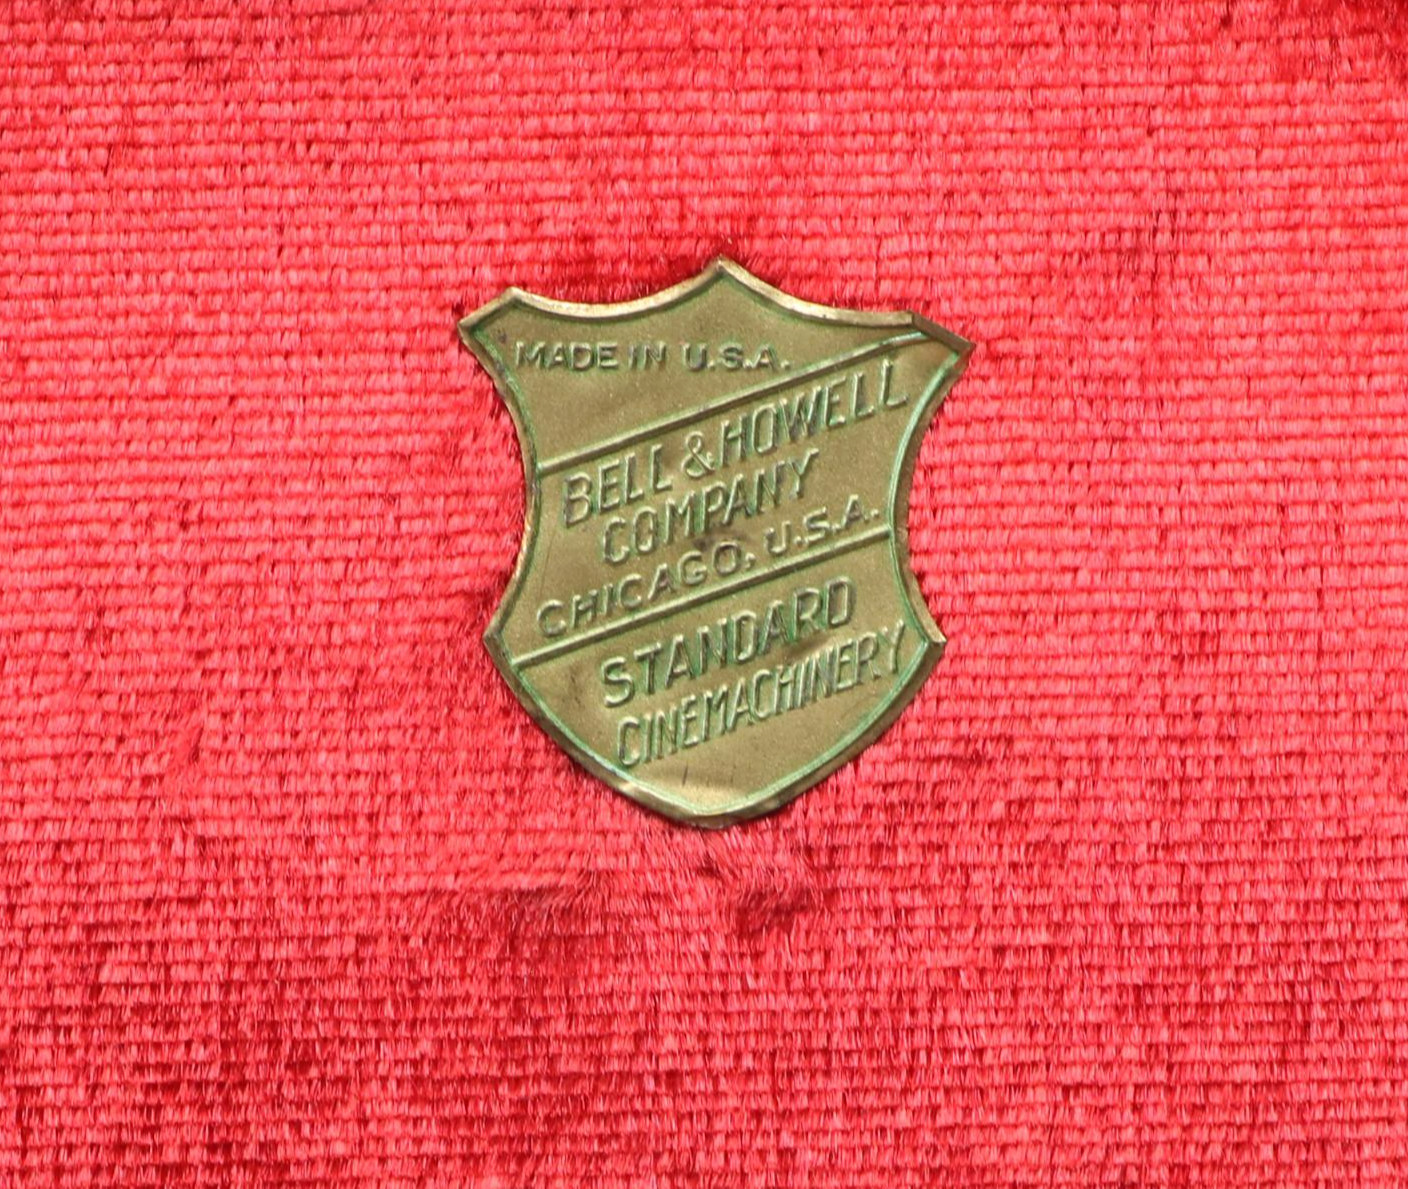 MADE IN U.S.A.
BELL & HOWELL
COMPANY
CHICAGO, U.S.A.
STANDARD
CINEMACHINERY